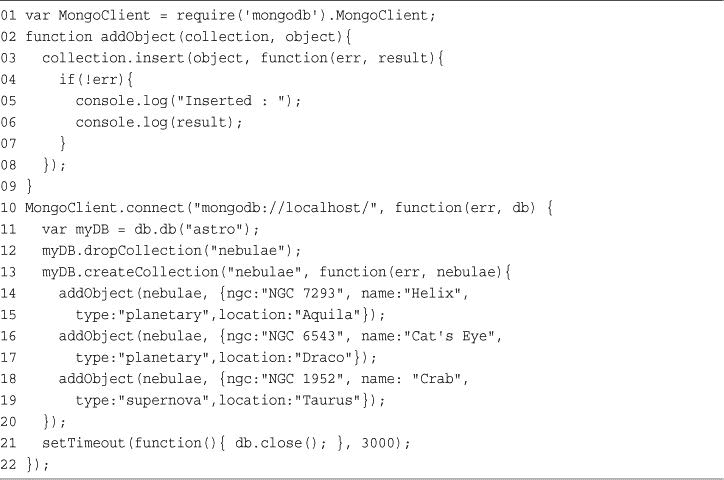 01 var MongoClient = require('mongodb').MongoClient;
02 function addObject(collection, object){
03   collection.insert(object, function(err, result){
04     if(!err){
05       console.log("Inserted : ");
06       console.log(result);
07     }
08   });
09 }
10 MongoClient.connect("mongodb://localhost/", function(err, db) {
11   var myDB = db.db("astro");
12   myDB.dropCollection("nebulae");
13   myDB.createCollection("nebulae", function(err, nebulae){
14     addObject(nebulae, {ngc:"NGC 7293", name:"Helix",
15       type:"planetary",location:"Aquila"});
16     addObject(nebulae, {ngc:"NGC 6543", name:"Cat's Eye",
17       type:"planetary",location:"Draco"});
18     addObject(nebulae, {ngc:"NGC 1952", name: "Crab",
19       type:"supernova",location:"Taurus"});
20   });
21   setTimeout(function(){ db.close(); }, 3000);
22 });